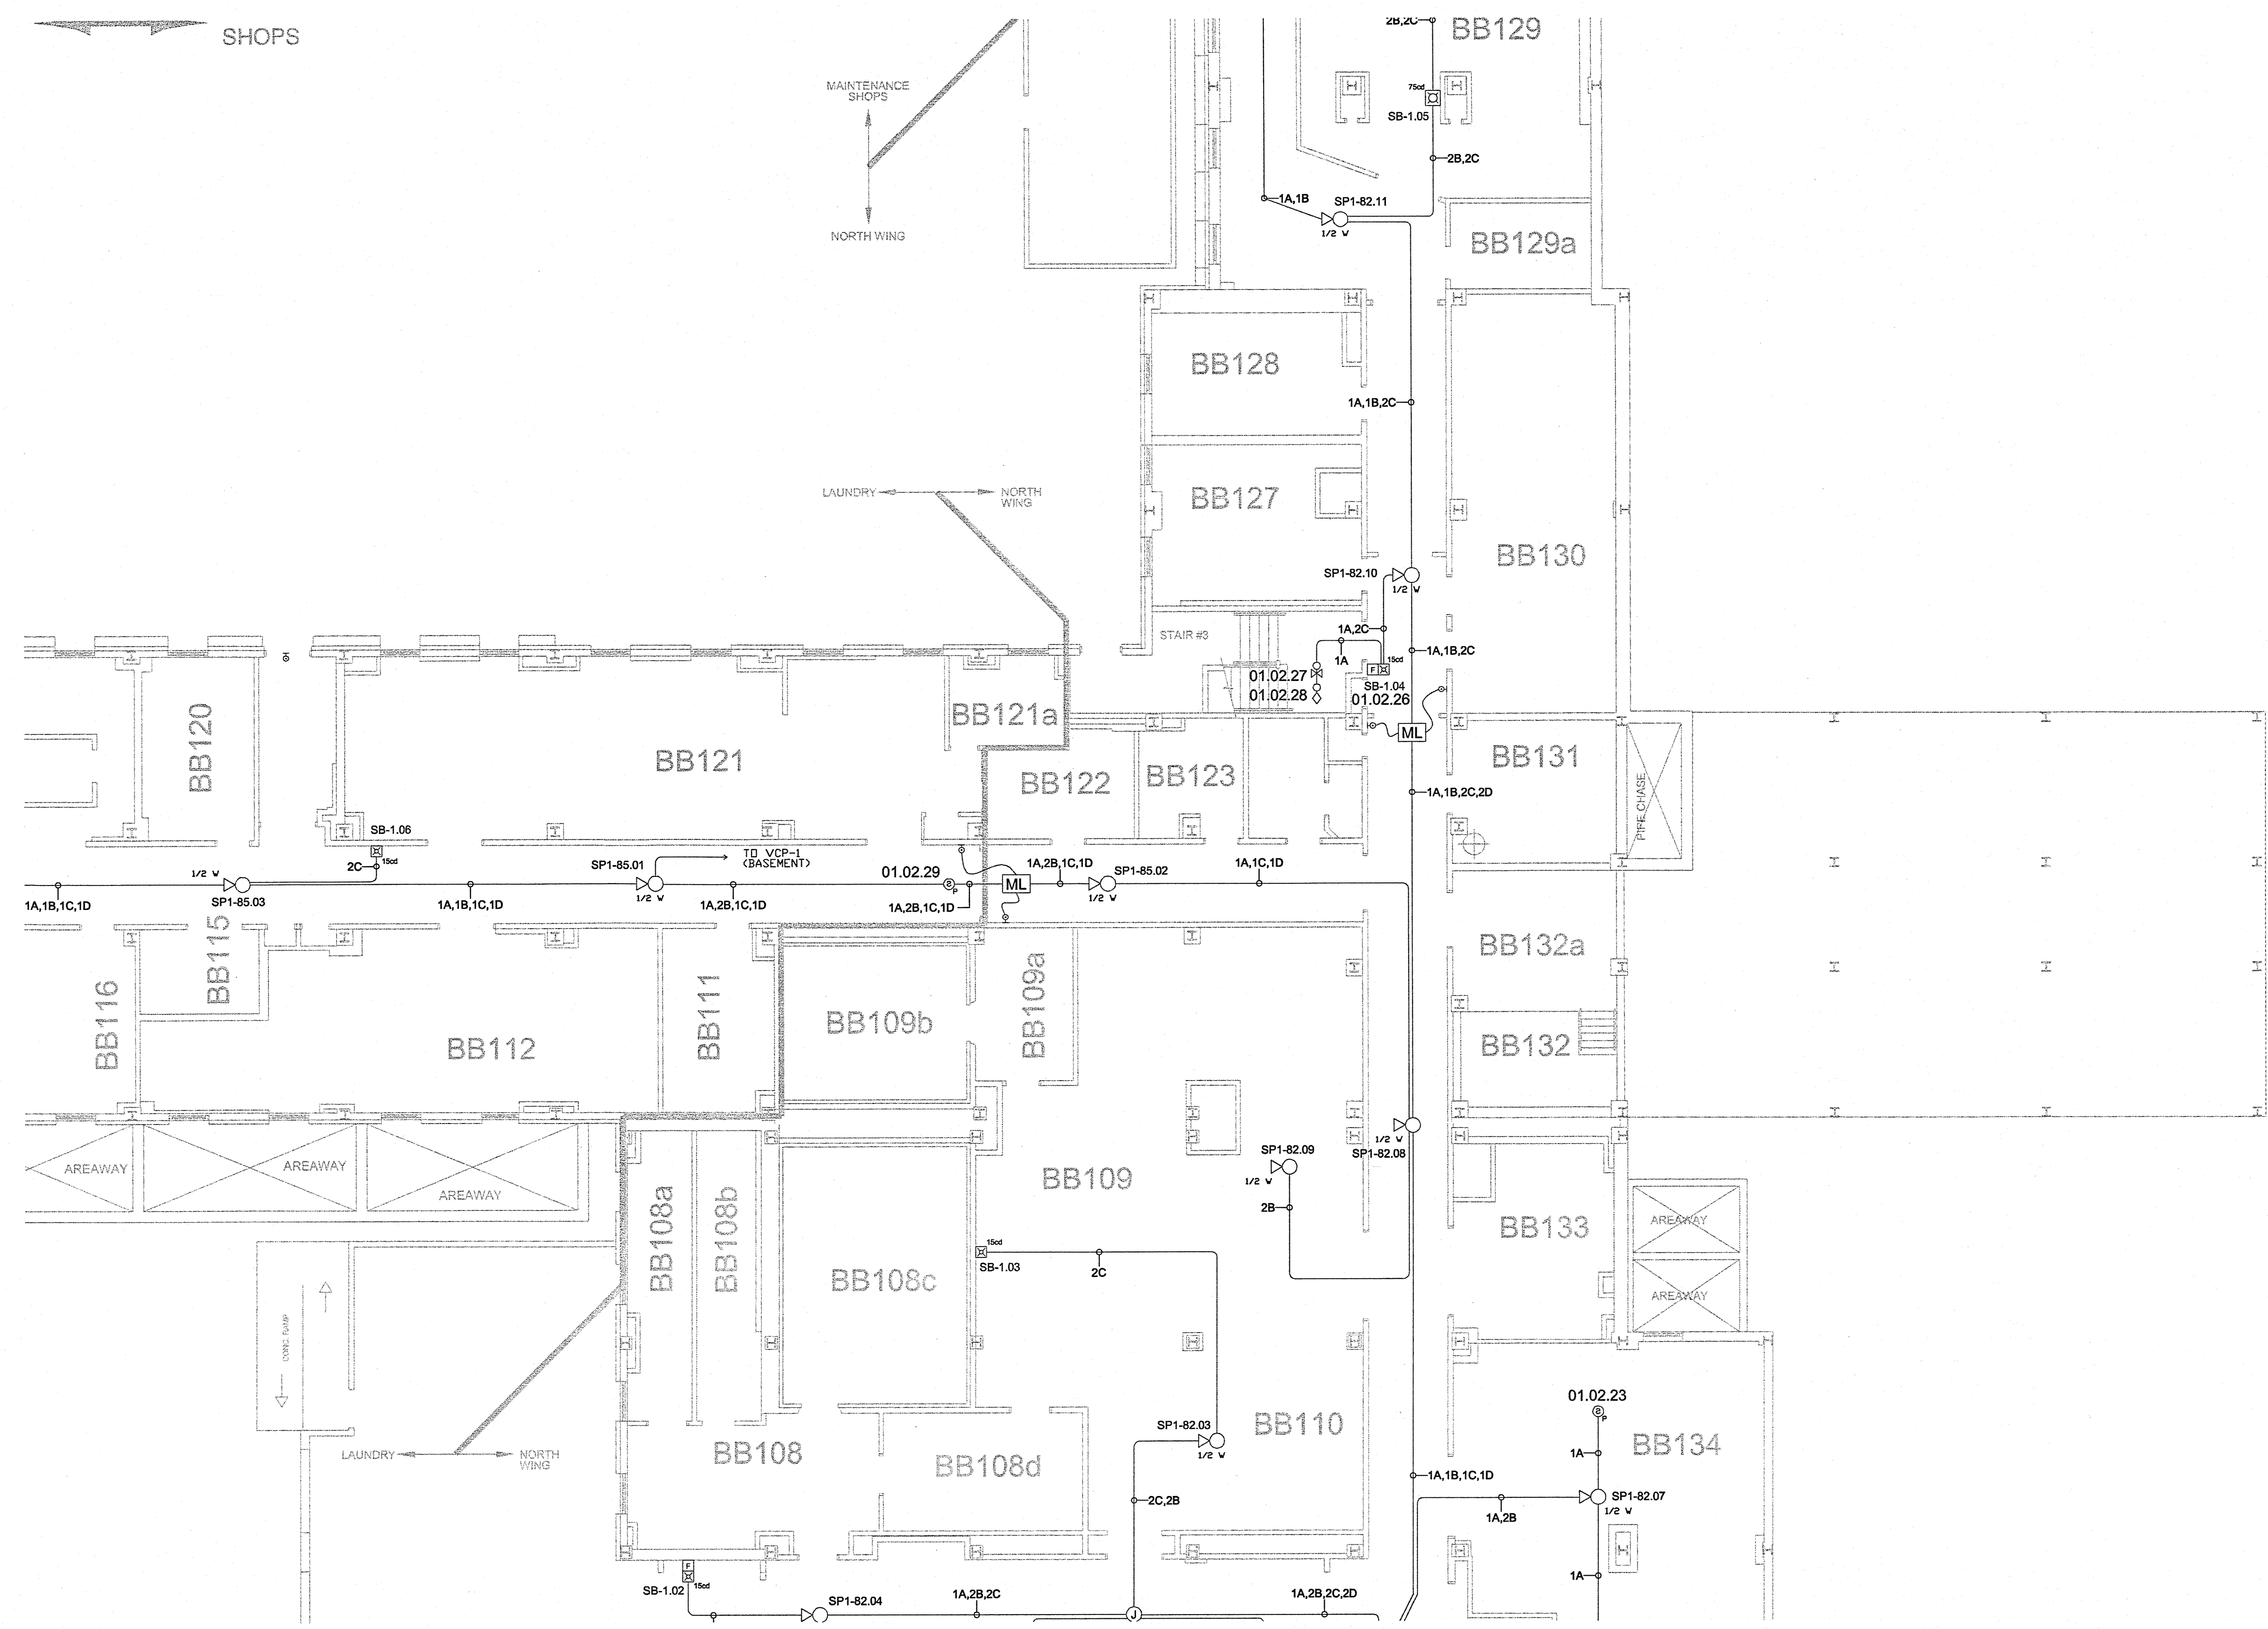 SHOPS
2B,2C
BB129
MAINTENANCE
SHOPS
75cd
SB-1.05
2B,2C
1A,1B
SP1-82.11
1/2 W
NORTH WING
BB129a
BB128
1A,1B,2C
LAUNDRY
NORTH
WING
BB127
BB130
SP1-82.10
1/2 W
STAIR #3
1A,2C
1A
1A,1B,2C
F
15cd
01.02.27
SB-1.04
01.02.28
01.02.26
BB120
BB121a
ML
BB121
BB122
BB123
BB131
PIPE CHASE
1A,1B,2C,2D
SB-1.06
15cd
2C
TO VCP-1
(BASEMENT)
SP1-85.01
1/2 W
1/2 W
SP1-85.03
01.02.29
2
P
ML
1A,2B,1C,1D
SP1-85.02
1/2 W
1A,1C,1D
1A,1B,1C,1D
1A,1B,1C,1D
1A,2B,1C,1D
1A,2B,1C,1D
BB115
BB116
BB112
BB111
BB109b
BB109a
BB132a
BB132
1/2 W
SP1-82.08
SP1-82.09
1/2 W
2B
AREAWAY
AREAWAY
AREAWAY
BB109
BB108a
BB108b
BB108c
BB133
AREAWAY
AREAWAY
15cd
SB-1.03
2C
CONC. RAMP
01.02.23
2
P
SP1-82.03
1/2 W
BB110
BB134
LAUNDRY
NORTH
WING
BB108
BB108d
1A
1A,1B,1C,1D
2C,2B
SP1-82.07
1/2 W
1A,2B
1A
F
15cd
SB-1.02
SP1-82.04
1A,2B,2C
J
1A,2B,2C,2D